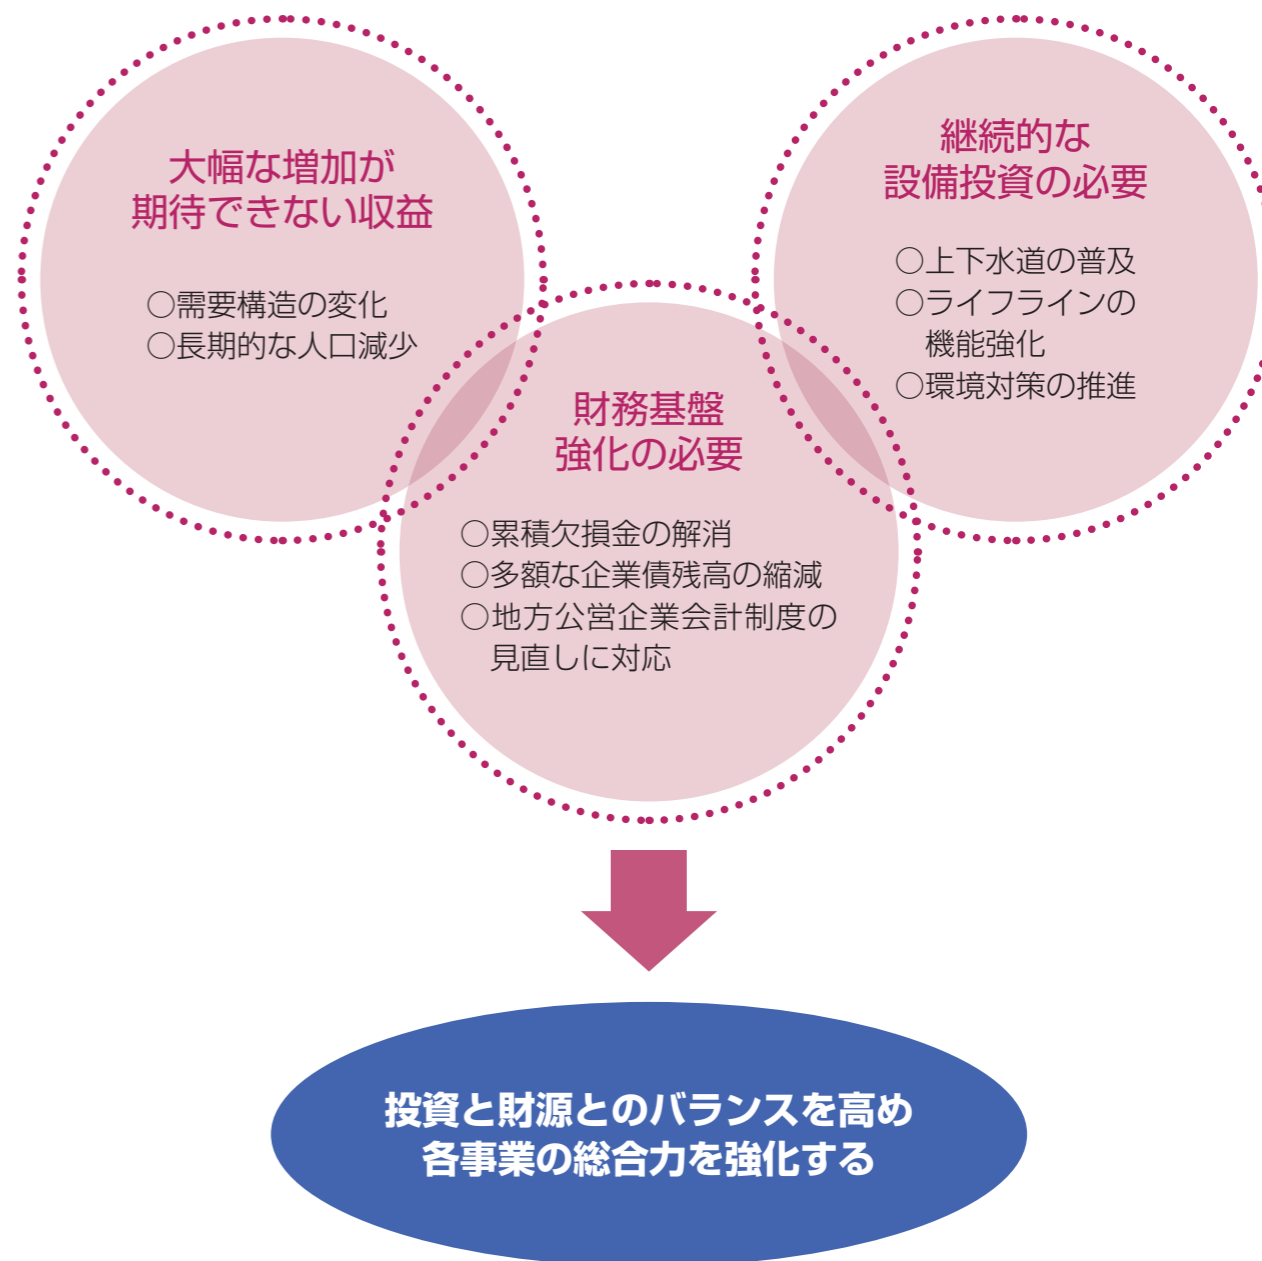 大幅な増加が
期待できない収益
○需要構造の変化
○長期的な人口減少
継続的な
設備投資の必要
○上下水道の普及
○ライフラインの
機能強化
○環境対策の推進
財務基盤
強化の必要
○累積欠損金の解消
○多額な企業債残高の縮減
○地方公営企業会計制度の
見直しに対応
投資と財源とのバランスを高め
各事業の総合力を強化する